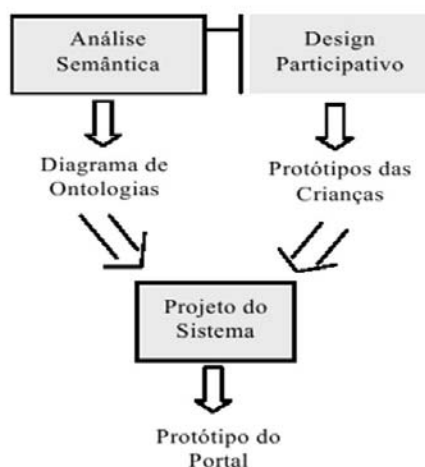 Análise
Semântica
Design
Participativo
Diagrama de
Ontologias
Protótipos das
Crianças
Projeto do
Sistema
Protótipo do
Portal